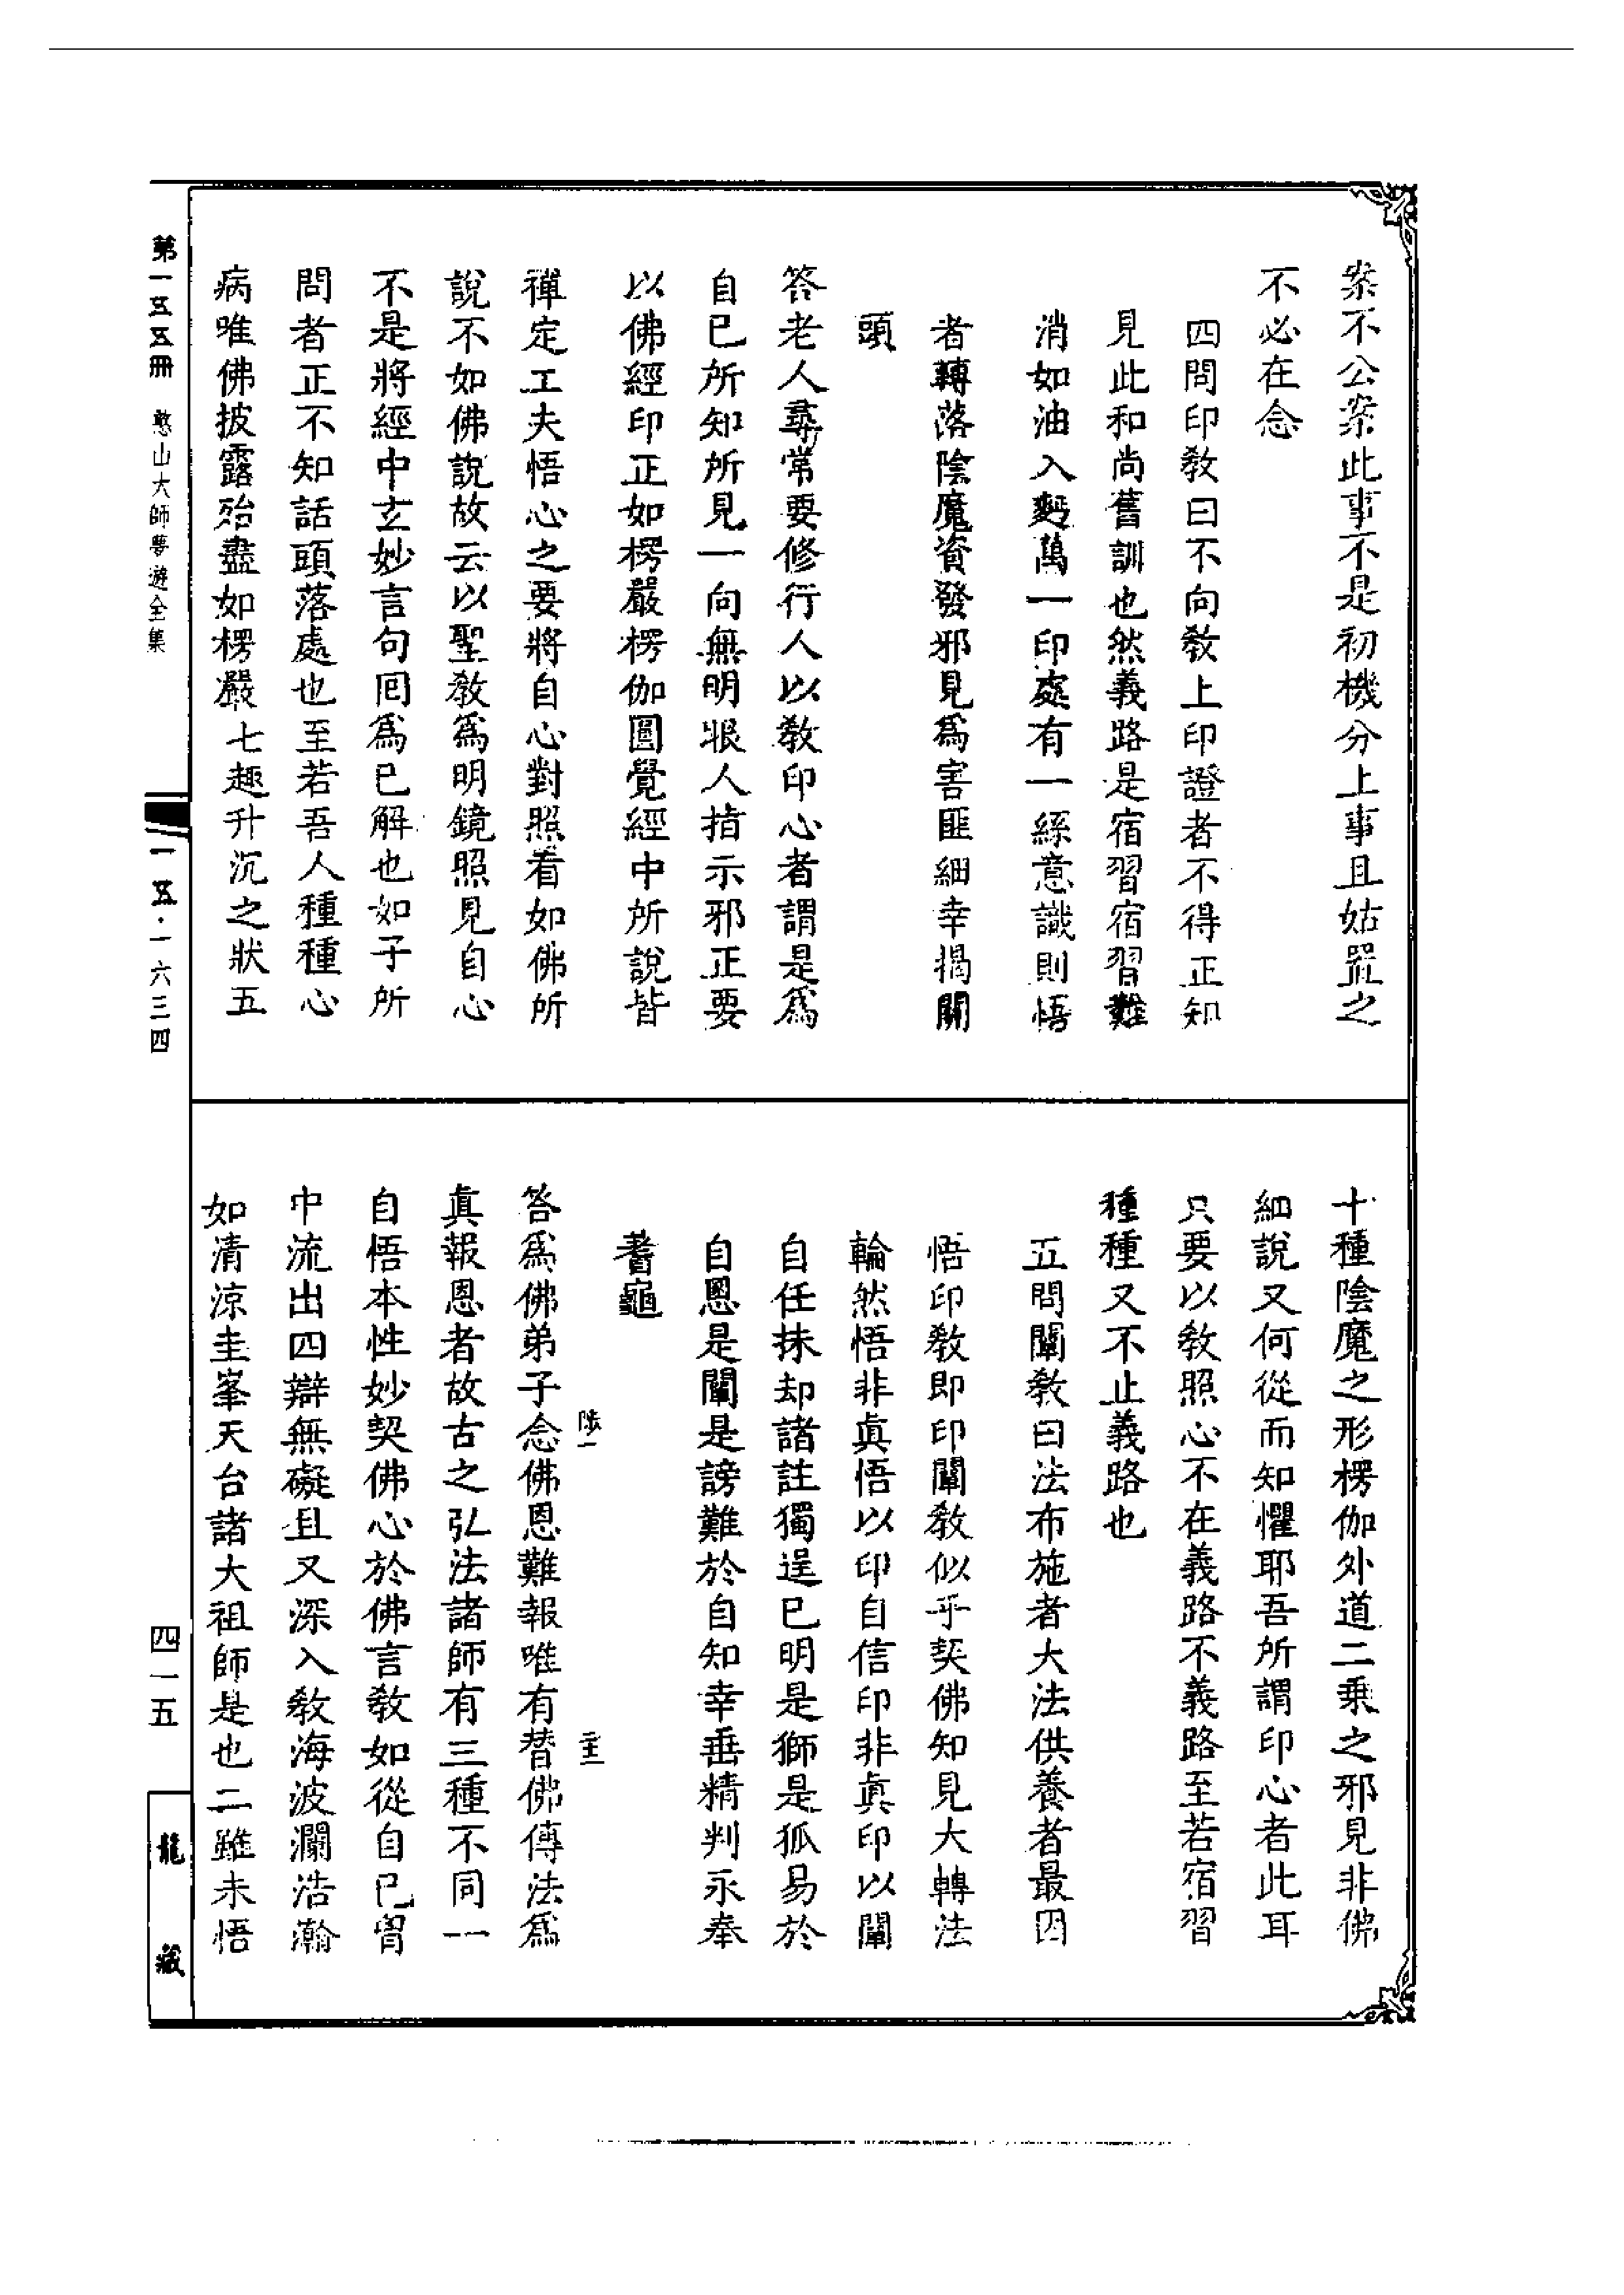 案不公案此事不是初機分上事且姑置之
不必在念
四問印教曰不向教上印證者不得正知
見此和尚舊訓也然義路是宿習宿習難
消如油入麪萬一印處有一絲意識則悟
者轉落陰魔資發邪見為害匪細幸揭關
頭
答老人尋常要修行人以教印心者謂是為
自己所知所見一向無明眼人指示邪正要
以佛經印正如楞嚴楞伽圓覺經中所說皆
禪定工夫悟心之要將自心對照看如佛所
說不如佛說故云以聖教為明鏡照見自心
不是將經中玄妙言句回為己解也如子所
問者正不知話頭落處也至若吾人種種心
病唯佛披露殆盡如楞嚴七趣升沉之狀五
十種陰魔之形楞伽外道二乘之邪見非佛
細說又何從而知懼耶吾所謂印心者此耳
只要以教照心不在義路不義路至若宿習
種種又不止義路也
五問闡教曰法布施者大法供養者最因
悟印教即印闡教似乎契佛知見大轉法
輪然悟非真悟以印自信印非真印以闡
自任抹却諸註獨逞己明是獅是狐易於
自恩是闡是謗難於自知幸垂精判永奉
蓍龜
答為佛弟子念佛恩難報唯有替佛傳法為
真報恩者故古之弘法諸師有三種不同一
自悟本性妙契佛心於佛言教如從自己胷
中流出四辯無礙且又深入教海波瀾浩瀚
如清涼圭峯天台諸大祖師是也二雖未悟
第一五五冊 憨山大師夢遊全集
一五·一六三四
四一五
龍藏